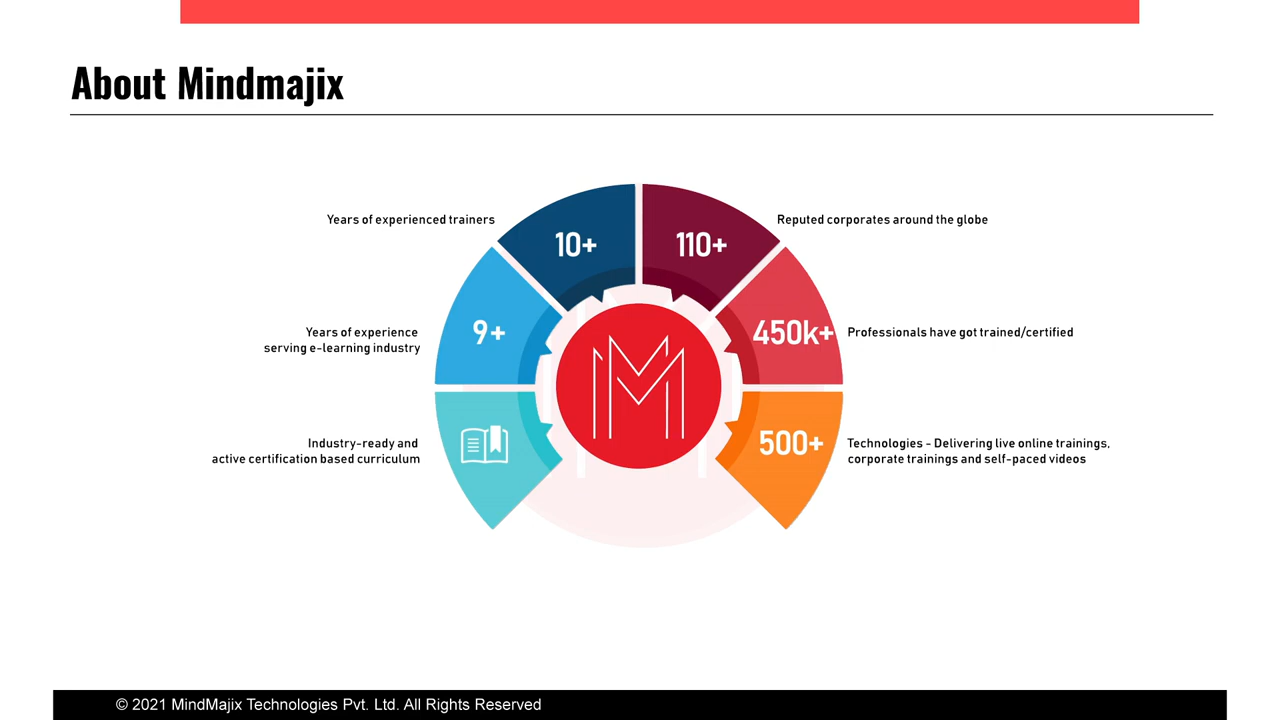 About Mindmajix
Years of experienced trainers
10+
110+
Reputed corporates around the globe
Years of experience
serving e-learning industry
9+
450k+
Professionals have got trained/certified
Industry-ready and
active certification based curriculum
500+
Technologies - Delivering live online trainings,
corporate trainings and self-paced videos
© 2021 MindMajix Technologies Pvt. Ltd. All Rights Reserved